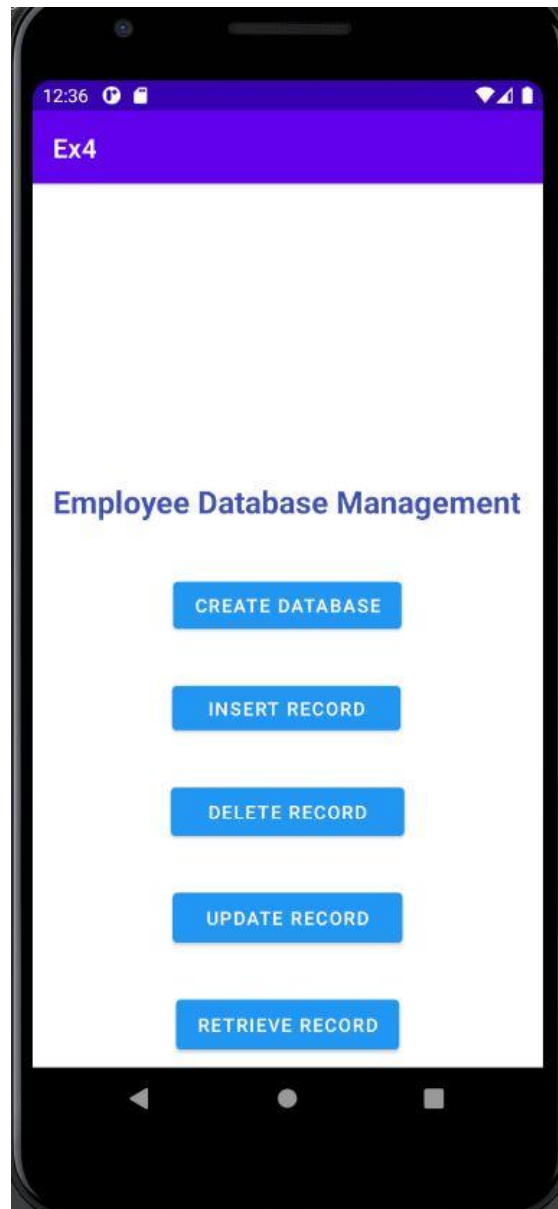 12:36
Ex4
Employee Database Management
CREATE DATABASE
INSERT RECORD
DELETE RECORD
UPDATE RECORD
RETRIEVE RECORD